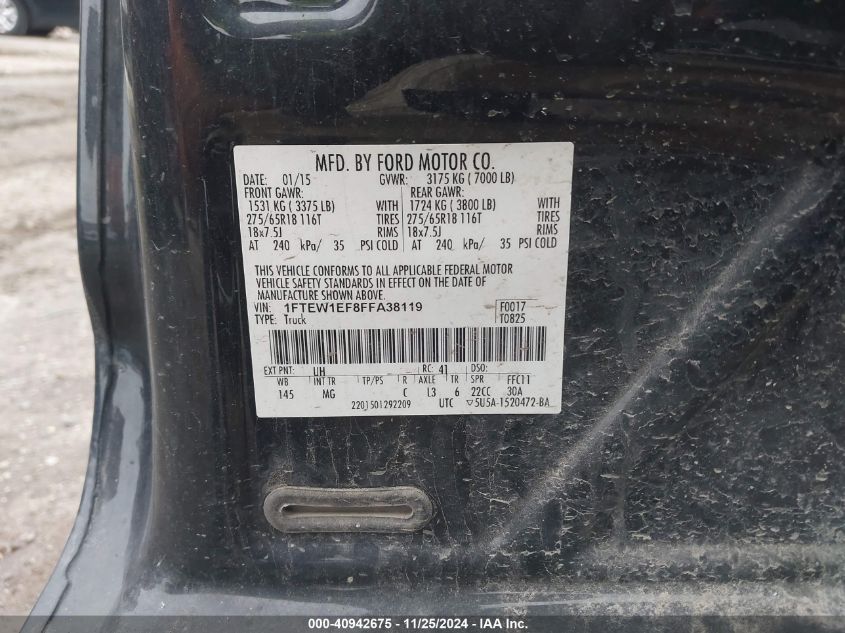 MFD. BY FORD MOTOR CO.
DATE: 01/15 GVWR: 3175 KG ( 7000 LB)
FRONT GAWR: REAR GAWR:
1531 KG ( 3375 LB) WITH 1724 KG ( 3800 LB) WITH
275/65R18 116T TIRES 275/65R18 116T TIRES
18x7.5J RIMS 18x7.5J RIMS
AT 240 kPa/ 35 PSI COLD AT 240 kPa/ 35 PSI COLD
THIS VEHICLE CONFORMS TO ALL APPLICABLE FEDERAL MOTOR
VEHICLE SAFETY STANDARDS IN EFFECT ON THE DATE OF
MANUFACTURE SHOWN ABOVE.
VIN: 1FTEW1EF8FFA38119 F0017
TYPE: Truck T0825
EXT PNT: UH RC: 41 DSO:
WB INT TR TP/PS R AXLE TR SPR FFC11
145 MG C L3 6 22CC 30A
2201501292209 UTC ▽5U5A-1520472-BA
000-40942675 - 11/25/2024 - IAA Inc.